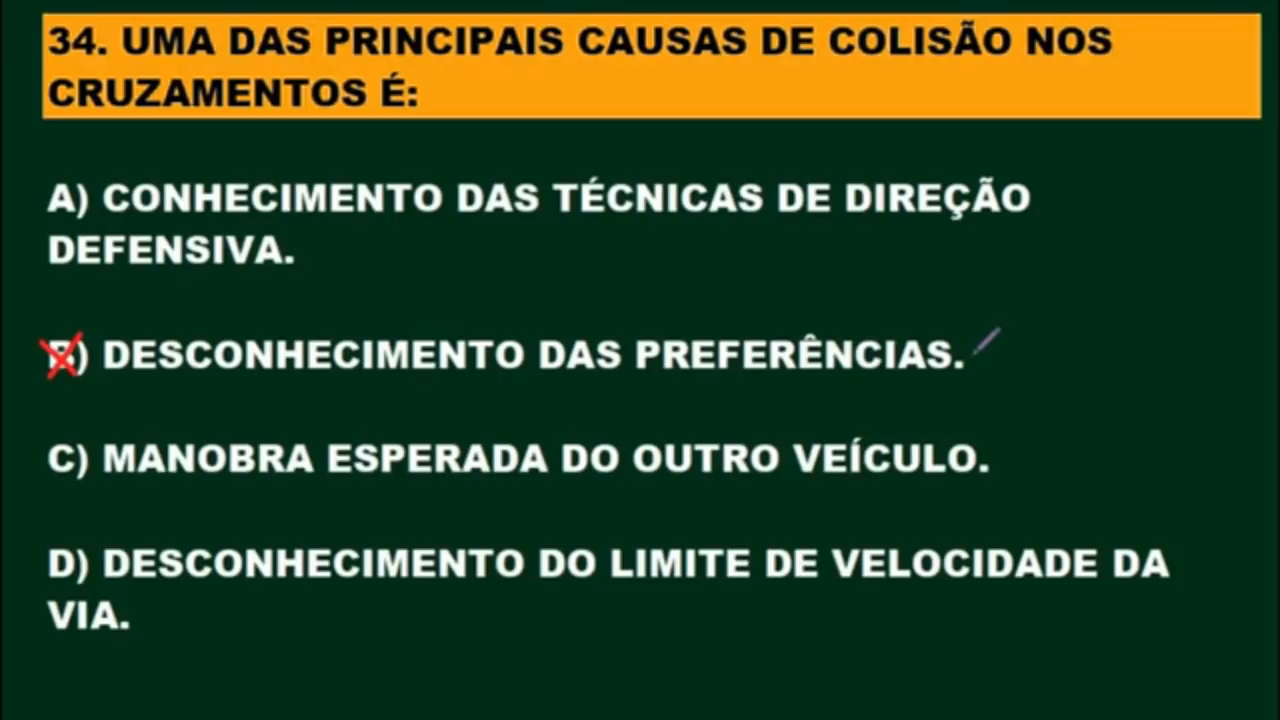 34. UMA DAS PRINCIPAIS CAUSAS DE COLISÃO NOS
CRUZAMENTOS É:
A) CONHECIMENTO DAS TÉCNICAS DE DIREÇÃO
DEFENSIVA.
B) DESCONHECIMENTO DAS PREFERÊNCIAS.
C) MANOBRA ESPERADA DO OUTRO VEÍCULO.
D) DESCONHECIMENTO DO LIMITE DE VELOCIDADE DA
VIA.